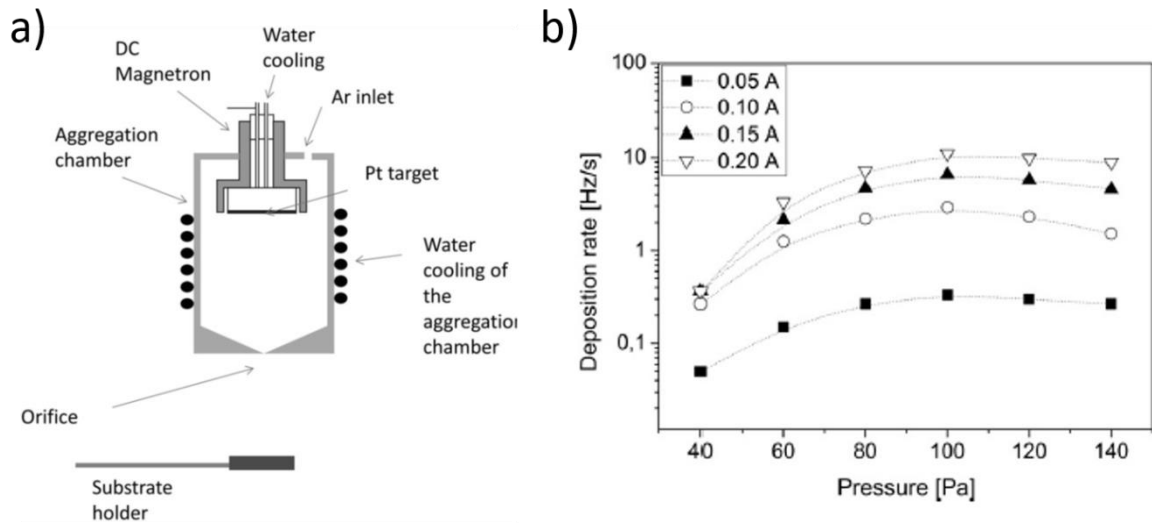 a)
DC
Magnetron
Water
cooling
Ar inlet
Aggregation
chamber
Pt target
Water
cooling of
the
aggregation
chamber
Orifice
Substrate
holder
b)
Deposition rate [Hz/s]
100
10
1
0,1
0.05 A
0.10 A
0.15 A
0.20 A
40 60 80 100 120 140
Pressure [Pa]